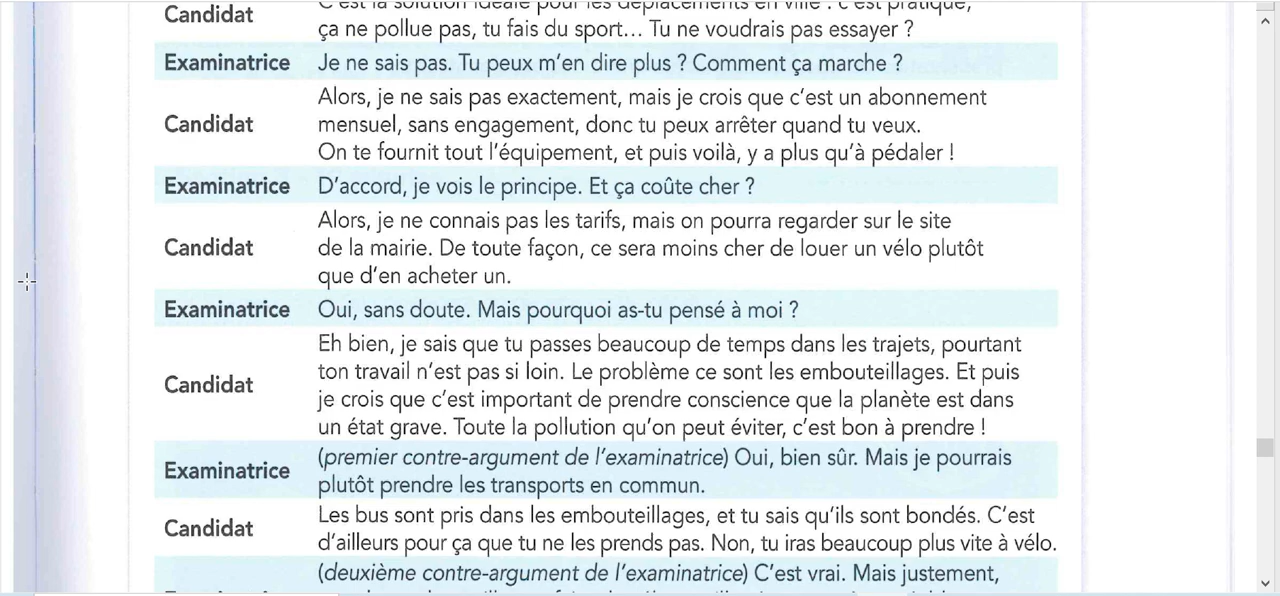 C'est la solution idéale pour les déplacements en ville : c'est pratique,
Candidat
ça ne pollue pas, tu fais du sport… Tu ne voudrais pas essayer ?
Examinatrice Je ne sais pas. Tu peux m'en dire plus ? Comment ça marche ?
Alors, je ne sais pas exactement, mais je crois que c'est un abonnement
Candidat mensuel, sans engagement, donc tu peux arrêter quand tu veux.
On te fournit tout l'équipement, et puis voilà, y a plus qu'à pédaler !
Examinatrice D'accord, je vois le principe. Et ça coûte cher ?
Alors, je ne connais pas les tarifs, mais on pourra regarder sur le site
Candidat de la mairie. De toute façon, ce sera moins cher de louer un vélo plutôt
que d'en acheter un.
Examinatrice Oui, sans doute. Mais pourquoi as-tu pensé à moi ?
Eh bien, je sais que tu passes beaucoup de temps dans les trajets, pourtant
ton travail n'est pas si loin. Le problème ce sont les embouteillages. Et puis
Candidat
je crois que c'est important de prendre conscience que la planète est dans
un état grave. Toute la pollution qu'on peut éviter, c'est bon à prendre !
(premier contre-argument de l'examinatrice) Oui, bien sûr. Mais je pourrais
Examinatrice
plutôt prendre les transports en commun.
Les bus sont pris dans les embouteillages, et tu sais qu'ils sont bondés. C'est
Candidat
d'ailleurs pour ça que tu ne les prends pas. Non, tu iras beaucoup plus vite à vélo.
(deuxième contre-argument de l'examinatrice) C'est vrai. Mais justement,